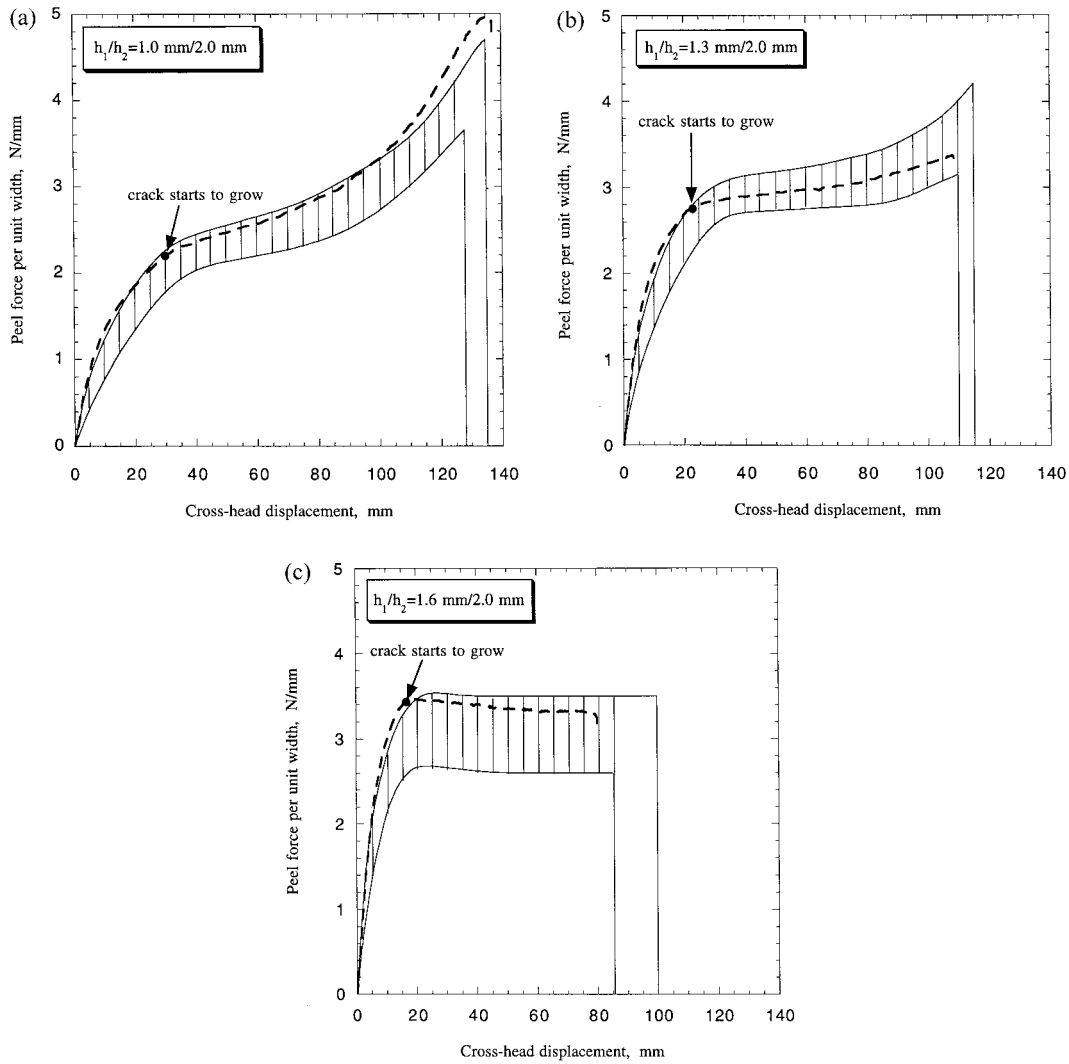 (a)
h1/h2=1.0 mm/2.0 mm
crack starts to grow
Peel force per unit width, N/mm
5
4
3
2
1
0
0 20 40 60 80 100 120 140
Cross-head displacement, mm
(b)
h1/h2=1.3 mm/2.0 mm
crack starts to grow
Peel force per unit width, N/mm
5
4
3
2
1
0
0 20 40 60 80 100 120 140
Cross-head displacement, mm
(c)
h1/h2=1.6 mm/2.0 mm
crack starts to grow
Peel force per unit width, N/mm
5
4
3
2
1
0
0 20 40 60 80 100 120 140
Cross-head displacement, mm